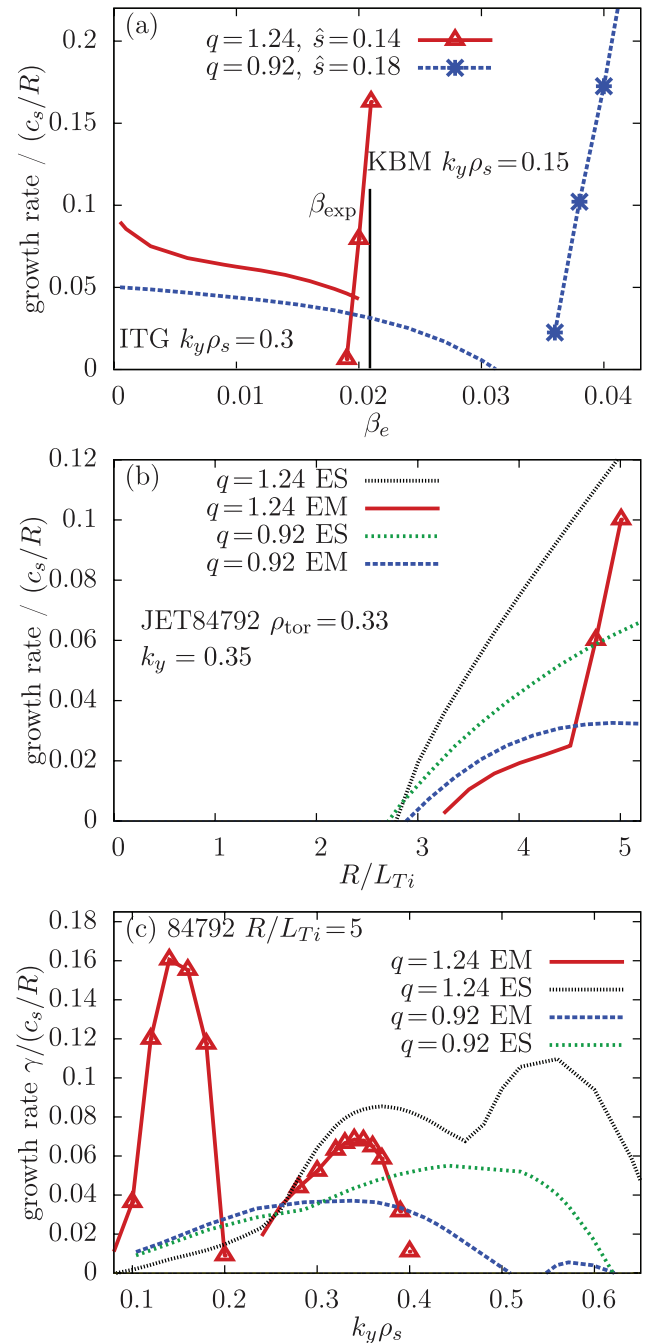 (a)
q=1.24, ŝ=0.14
q=0.92, ŝ=0.18
growth rate / (c_s/R)
0.2
0.15
0.1
0.05
0
KBM k_yρ_s=0.15
β_exp
ITG k_yρ_s=0.3
0 0.01 0.02 0.03 0.04
β_e
(b)
q=1.24 ES
q=1.24 EM
q=0.92 ES
q=0.92 EM
growth rate / (c_s/R)
0.12
0.1
0.08
0.06
0.04
0.02
0
JET84792 ρ_tor=0.33
k_y = 0.35
0 1 2 3 4 5
R/L_Ti
(c) 84792 R/L_Ti=5
q=1.24 EM
q=1.24 ES
q=0.92 EM
q=0.92 ES
growth rate γ/(c_s/R)
0.18
0.16
0.14
0.12
0.1
0.08
0.06
0.04
0.02
0
0.1 0.2 0.3 0.4 0.5 0.6
k_yρ_s